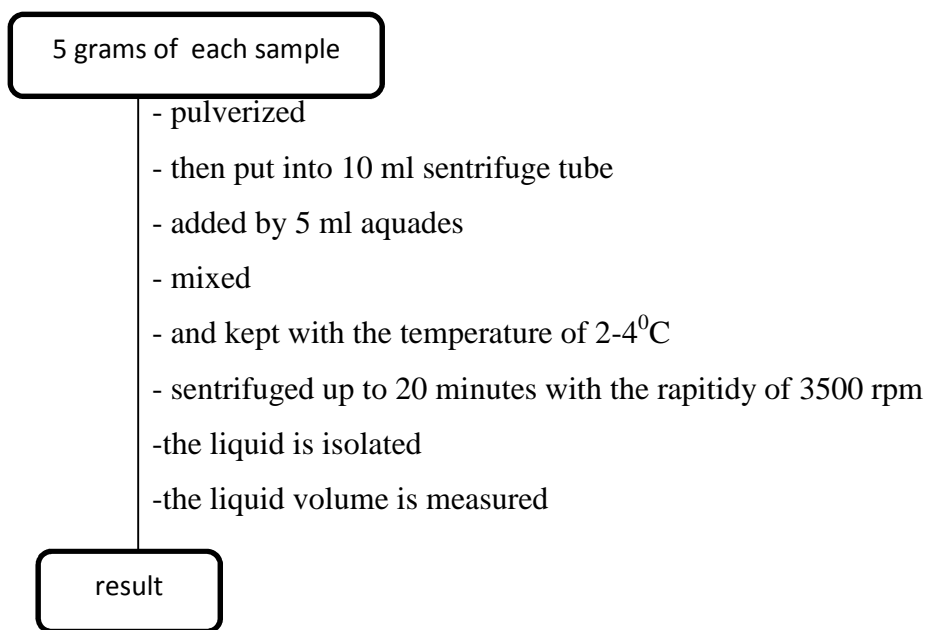 5 grams of  each sample
- pulverized
- then put into 10 ml sentrifuge tube
- added by 5 ml aquades
- mixed
- and kept with the temperature of 2-4⁰C
- sentrifuged up to 20 minutes with the rapitidy of 3500 rpm
-the liquid is isolated
-the liquid volume is measured
result